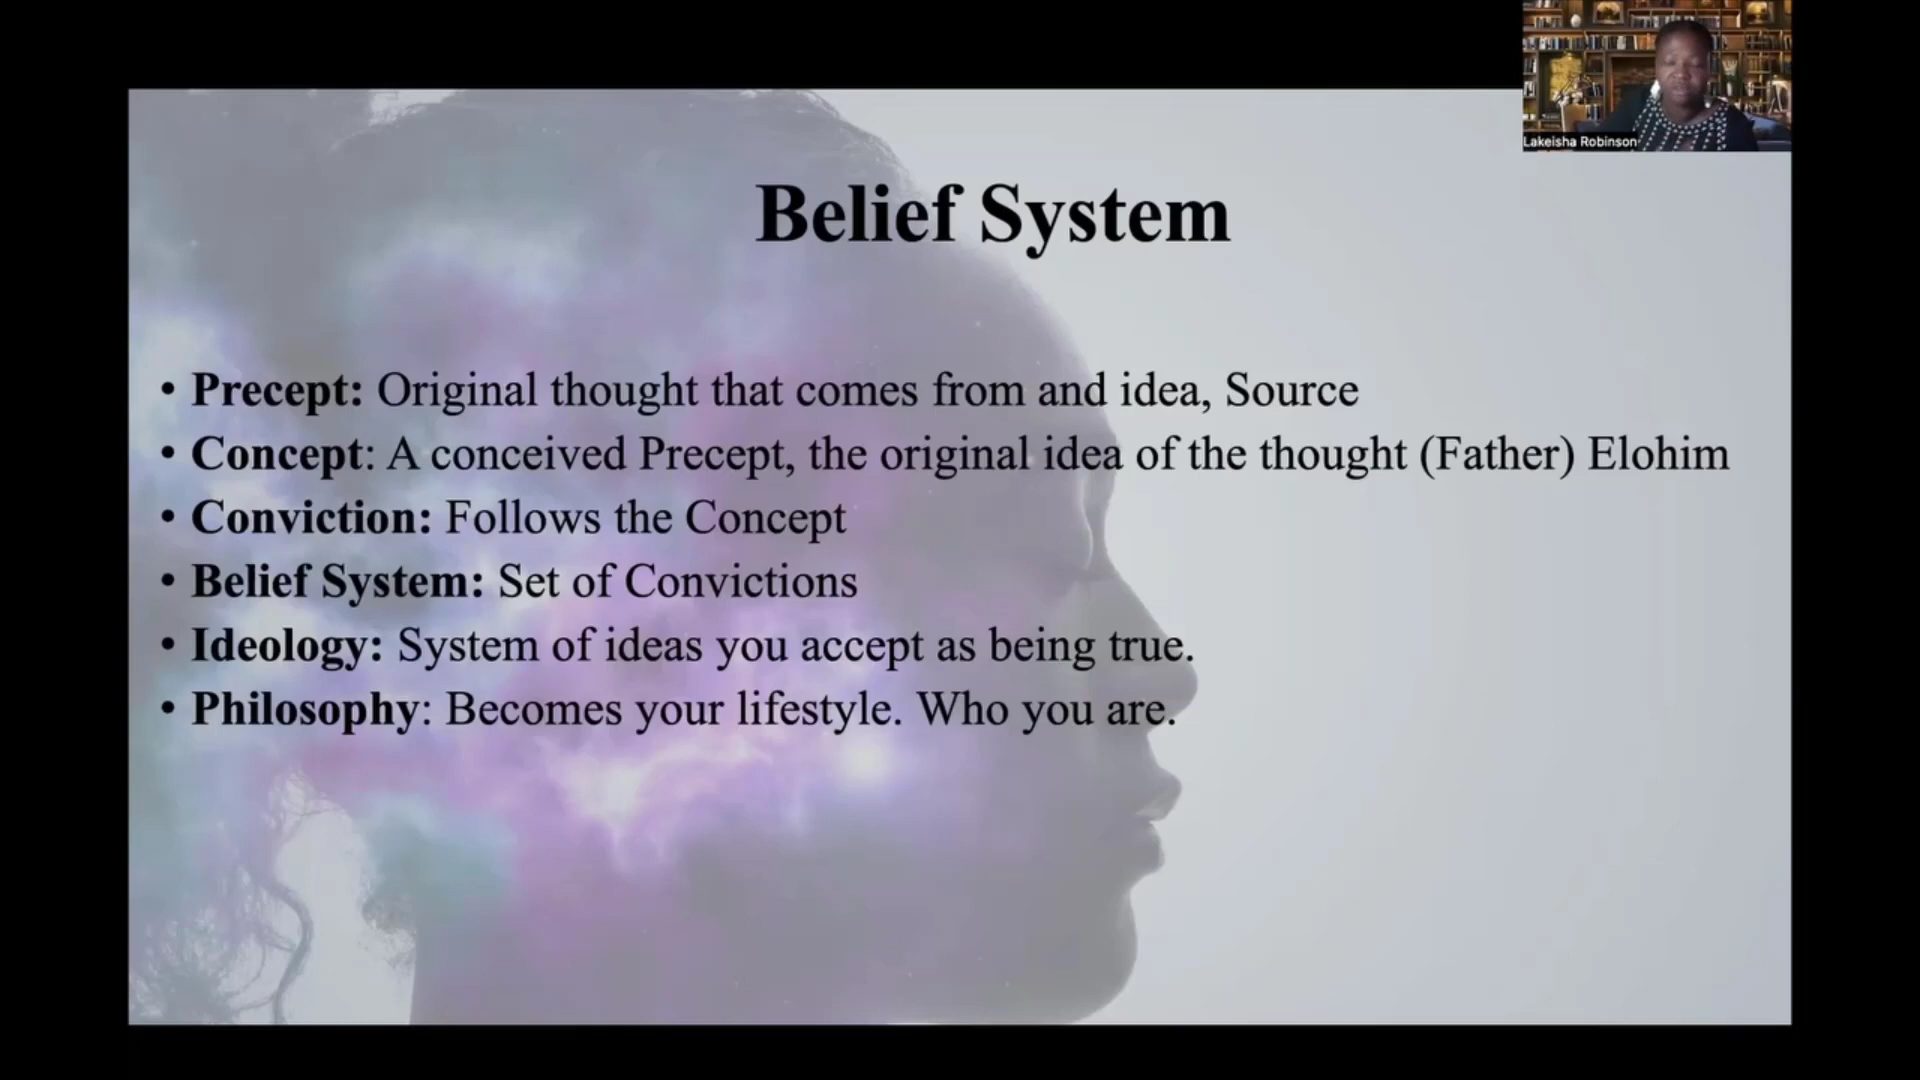 Lakeisha Robinson
Belief System
• Precept: Original thought that comes from and idea, Source
• Concept: A conceived Precept, the original idea of the thought (Father) Elohim
• Conviction: Follows the Concept
• Belief System: Set of Convictions
• Ideology: System of ideas you accept as being true.
• Philosophy: Becomes your lifestyle. Who you are.